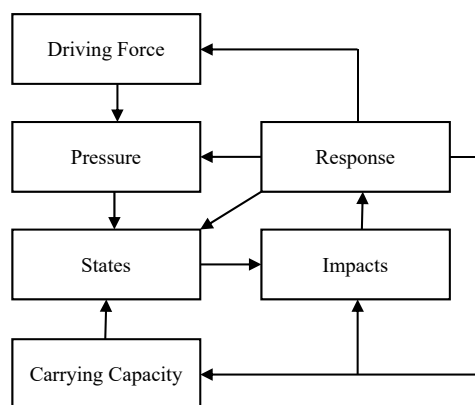 Driving Force
Pressure
Response
States
Impacts
Carrying Capacity